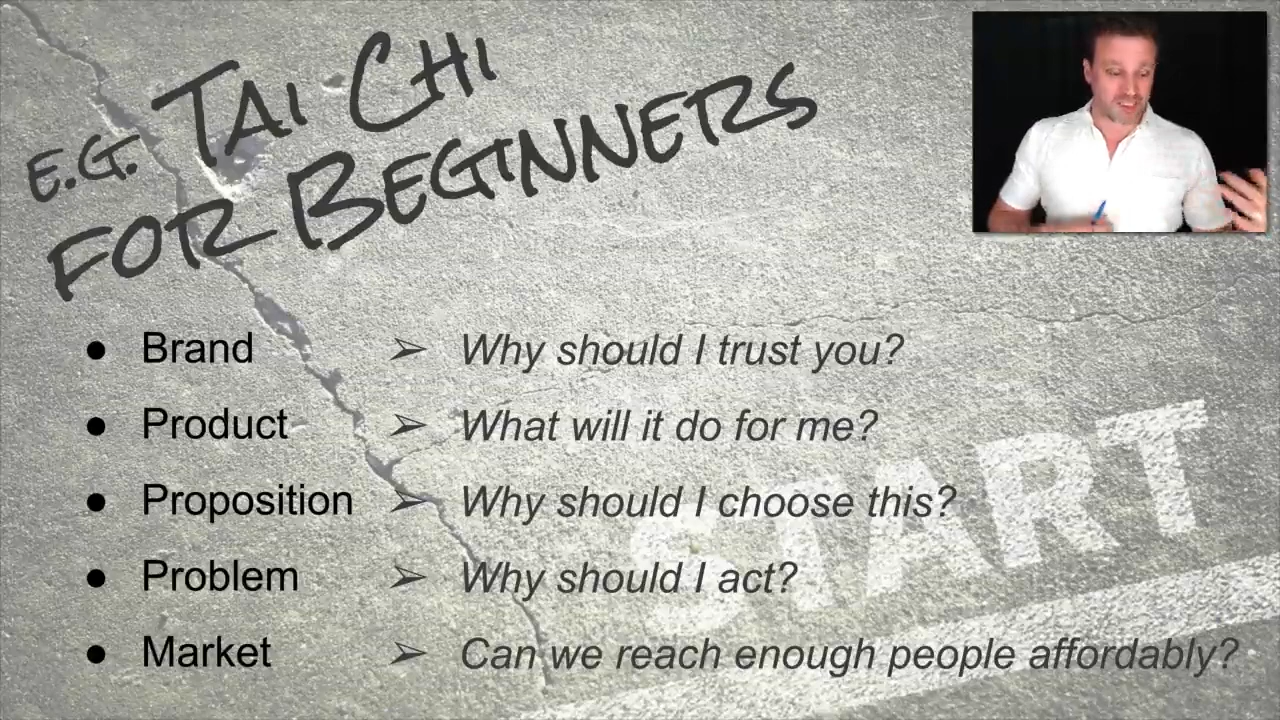 E.G. TAI CHI
FOR BEGINNERS
● Brand ➢ Why should I trust you?
● Product ➢ What will it do for me?
● Proposition ➢ Why should I choose this?
● Problem ➢ Why should I act?
● Market ➢ Can we reach enough people affordably?
START